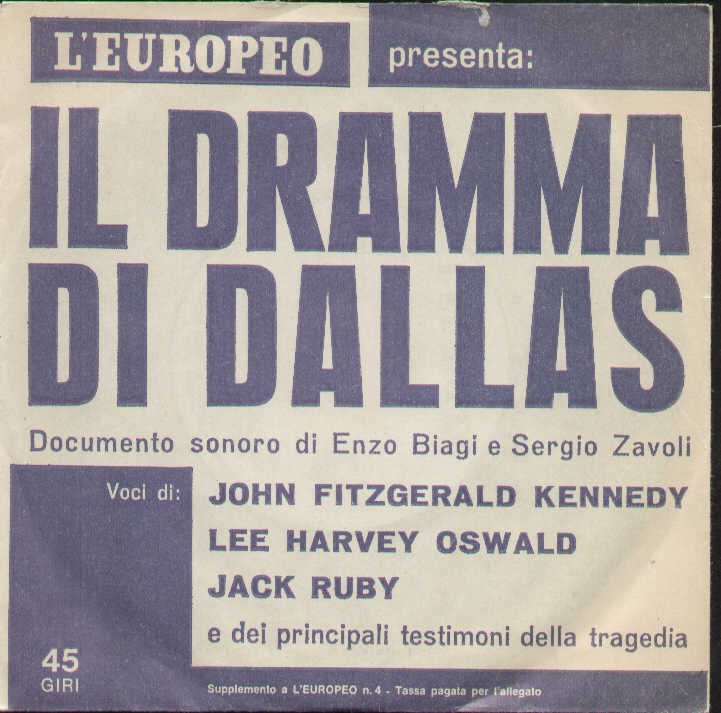 L'EUROPEO presenta:
IL DRAMMA
DI DALLAS
Documento sonoro di Enzo Biagi e Sergio Zavoli
Voci di: JOHN FITZGERALD KENNEDY
LEE HARVEY OSWALD
JACK RUBY
e dei principali testimoni della tragedia
45
GIRI
Supplemento a L'EUROPEO n. 4 - Tassa pagata per l'allegato